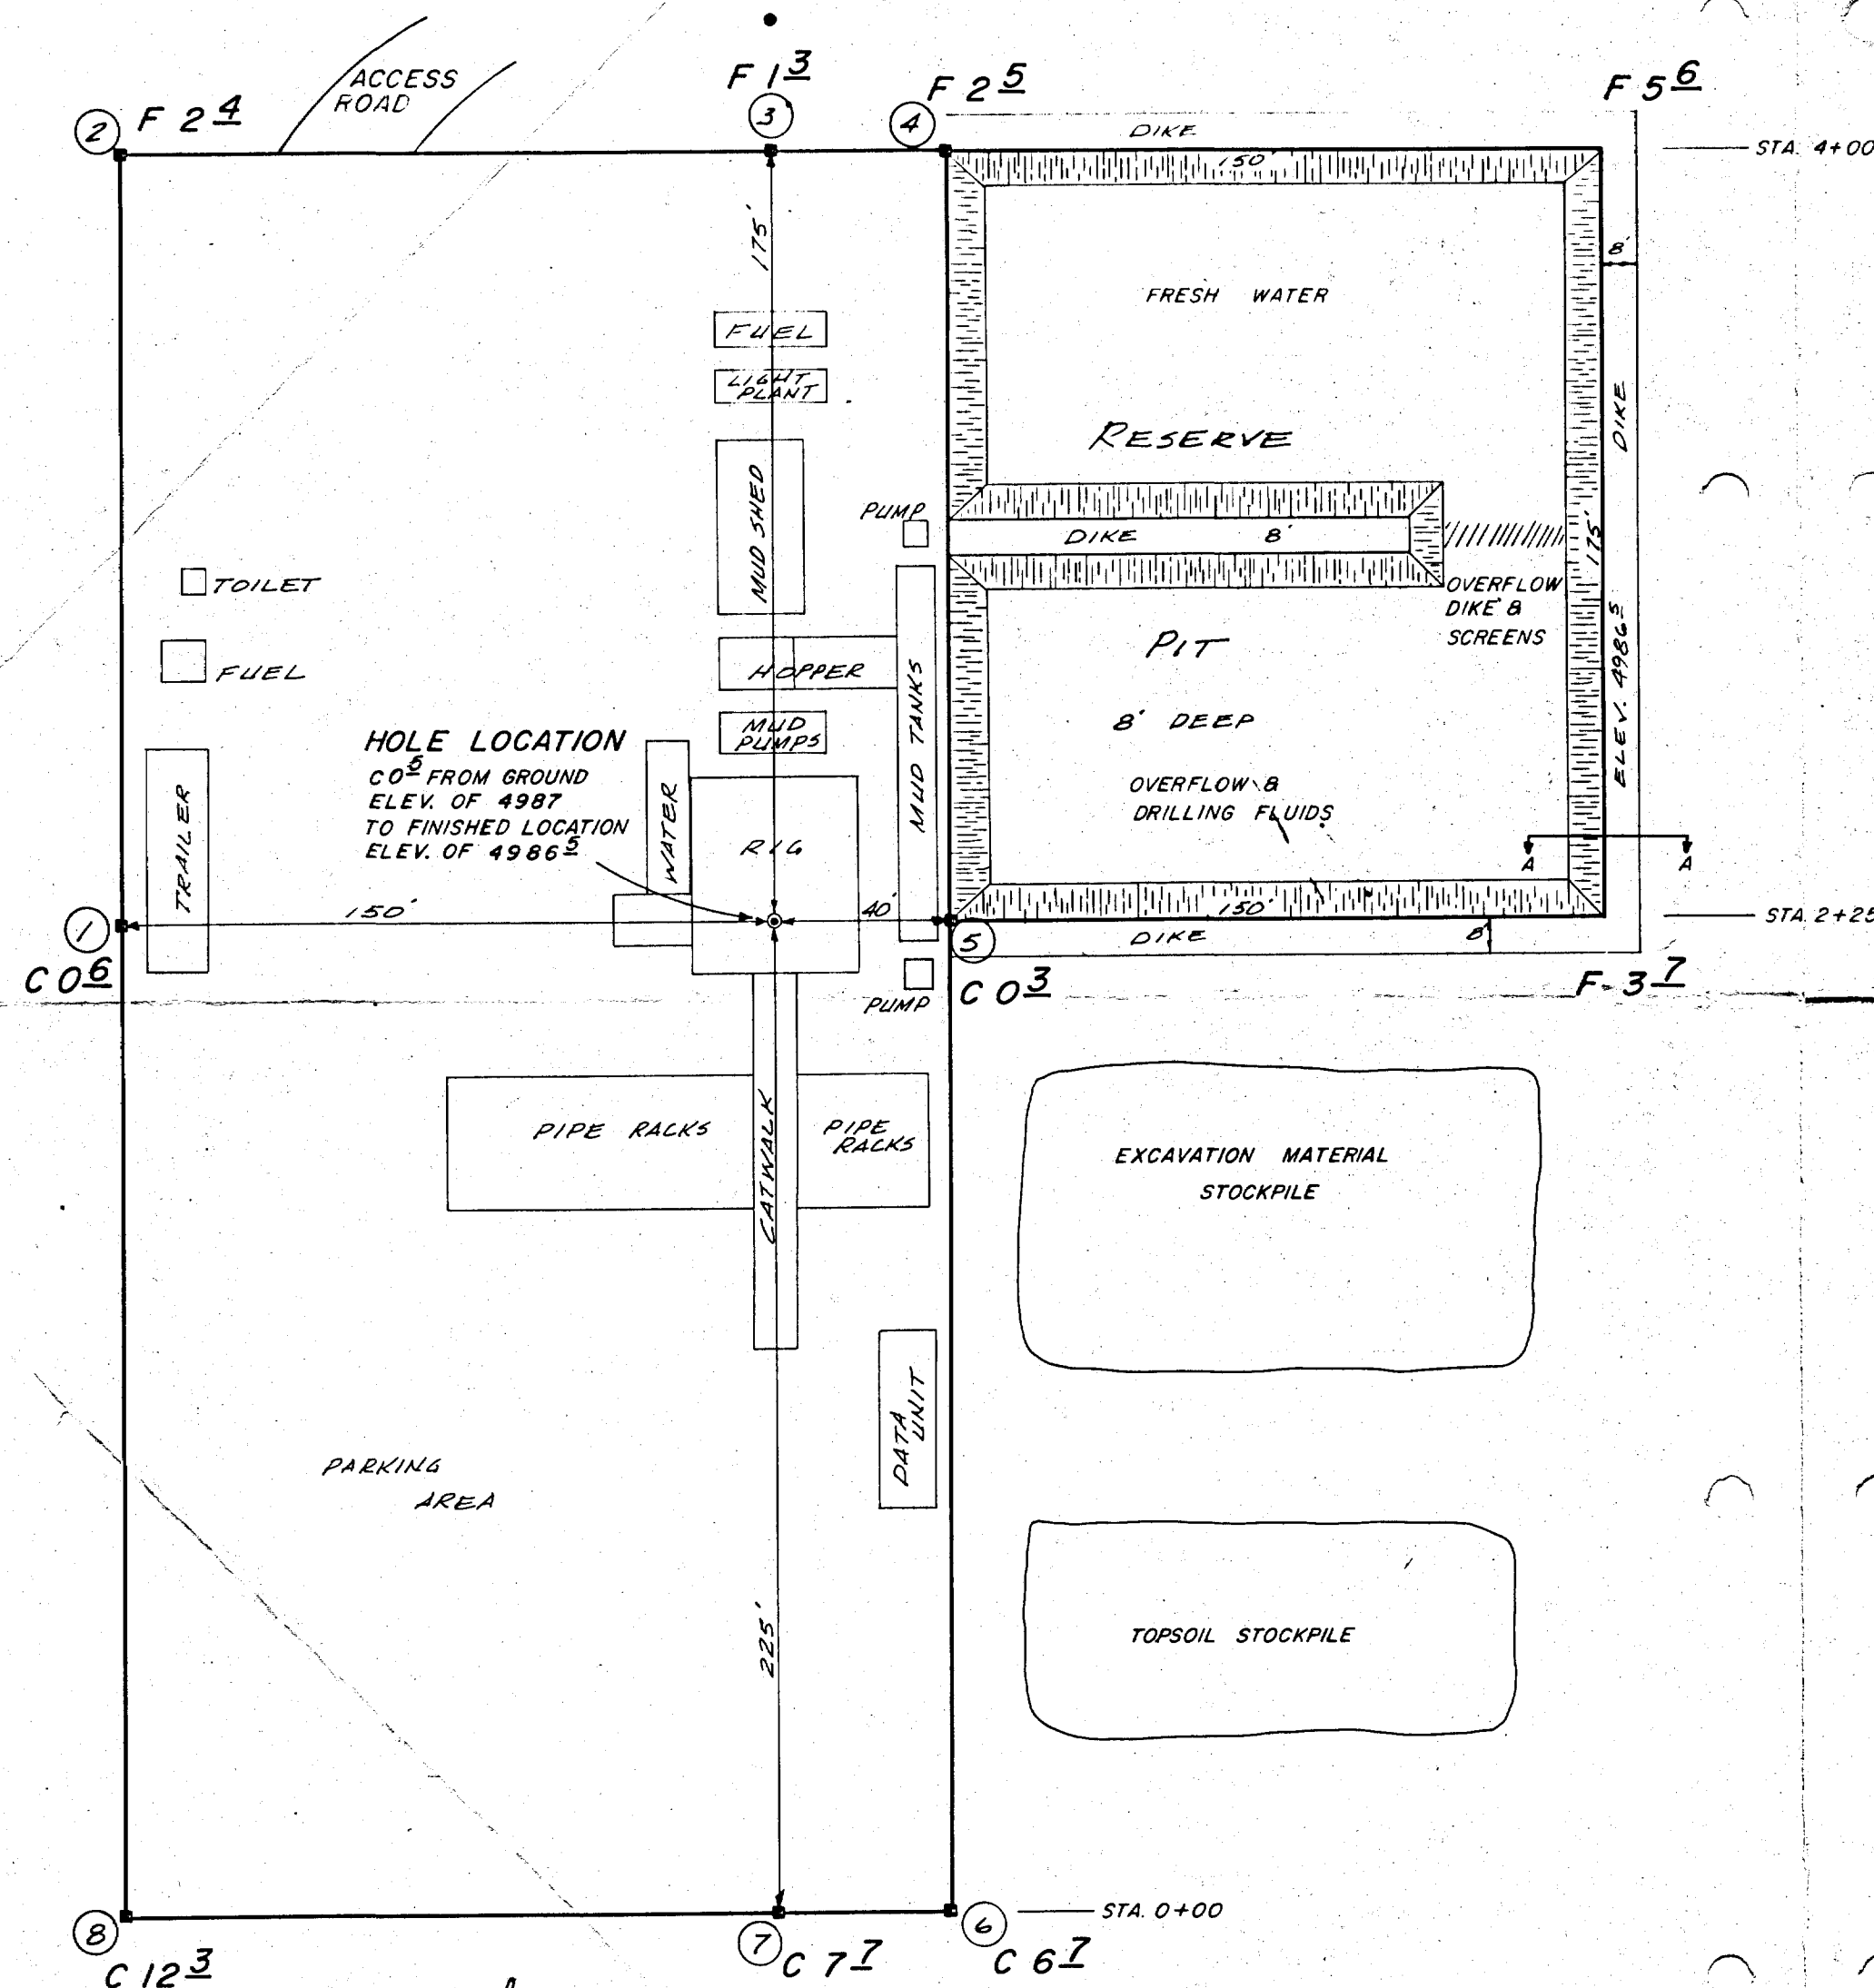 ACCESS
ROAD
F 1 3
F 2 5
F 5 6
2
F 2 4
3
4
DIKE
150'
STA. 4+00
175'
8'
FRESH WATER
FUEL
LIGHT
PLANT
DIKE
RESERVE
MUD SHED
PUMP
DIKE 8'
175'
TOILET
OVERFLOW
DIKE &
SCREENS
FUEL
HOPPER
MUD TANKS
PIT
ELEV. 4986 5
MUD
PUMPS
8' DEEP
HOLE LOCATION
C 0 5 FROM GROUND
ELEV. OF 4987
TO FINISHED LOCATION
ELEV. OF 4986 5
TRAILER
WATER
RIG
OVERFLOW &
DRILLING FLUIDS
A
A
150'
40'
150'
STA. 2+25
1
5
DIKE
8'
C 0 6
PUMP
C 0 3
F-3 7
PIPE RACKS
CATWALK
PIPE
RACKS
EXCAVATION MATERIAL
STOCKPILE
DATA
UNIT
PARKING
AREA
225'
TOPSOIL STOCKPILE
8
7
6
STA. 0+00
C 12 3
C 7 7
C 6 7